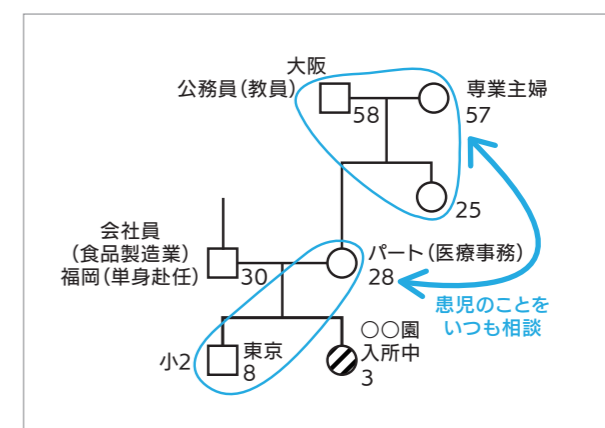 大阪
公務員(教員)
58
専業主婦
57
25
会社員
(食品製造業)
福岡(単身赴任)
30
パート(医療事務)
28
患児のことを
いつも相談
小2
東京
8
○○園
入所中
3